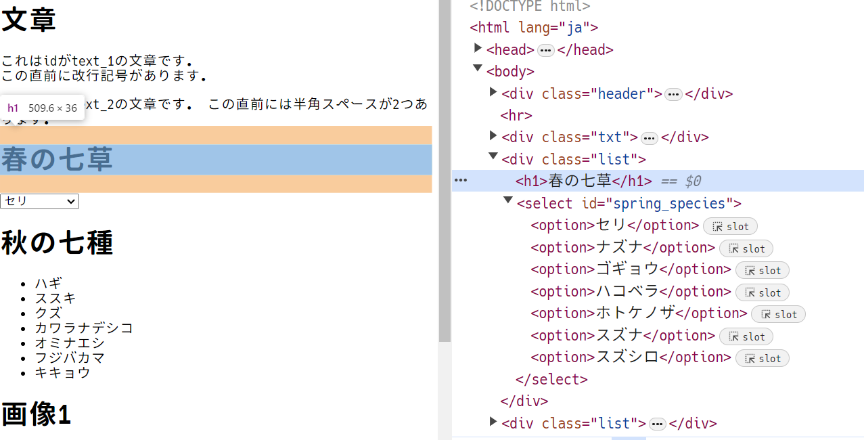 文章
これはidがtext_1の文章です。
この直前に改行記号があります。
xt_2の文章です。 この直前には半角スペースが2つあ
ります。
h1 509.6 × 36
春の七草
セリ
秋の七種
ハギ
ススキ
クズ
カワラナデシコ
オミナエシ
フジバカマ
キキョウ
画像1
<!DOCTYPE html>
<html lang="ja">
<head> ••• </head>
<body>
<div class="header"> ••• </div>
<hr>
<div class="txt"> ••• </div>
<div class="list">
••• <h1>春の七草</h1> == $0
<select id="spring_species">
<option>セリ</option> slot
<option>ナズナ</option> slot
<option>ゴギョウ</option> slot
<option>ハコベラ</option> slot
<option>ホトケノザ</option> slot
<option>スズナ</option> slot
<option>スズシロ</option> slot
</select>
</div>
<div class="list"> ••• </div>